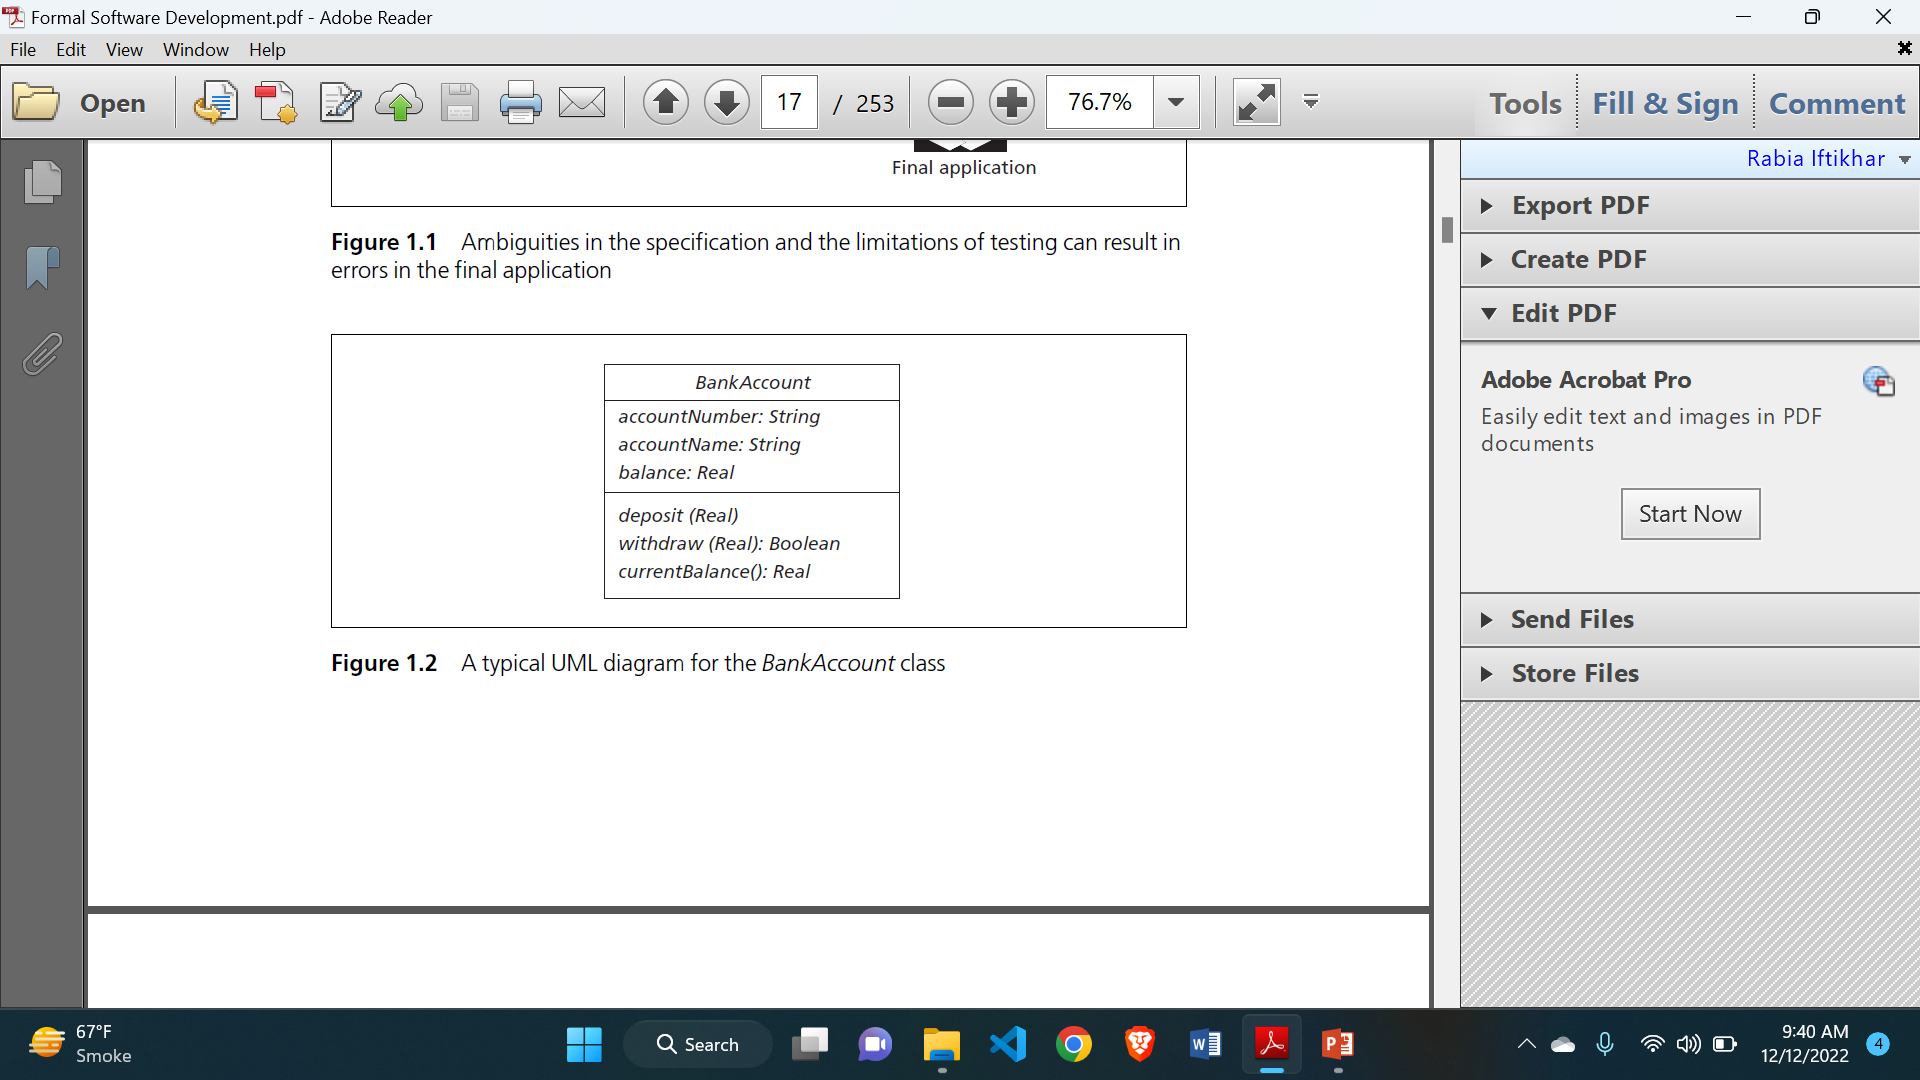 Formal Software Development.pdf - Adobe Reader
File Edit View Window Help
Open 17 / 253 76.7% Tools Fill & Sign Comment
Rabia Iftikhar
Final application
Figure 1.1 Ambiguities in the specification and the limitations of testing can result in
errors in the final application
BankAccount
accountNumber: String
accountName: String
balance: Real
deposit (Real)
withdraw (Real): Boolean
currentBalance(): Real
Figure 1.2 A typical UML diagram for the BankAccount class
Export PDF
Create PDF
Edit PDF
Adobe Acrobat Pro
Easily edit text and images in PDF
documents
Start Now
Send Files
Store Files
67°F
Smoke
Search
9:40 AM
12/12/2022
4